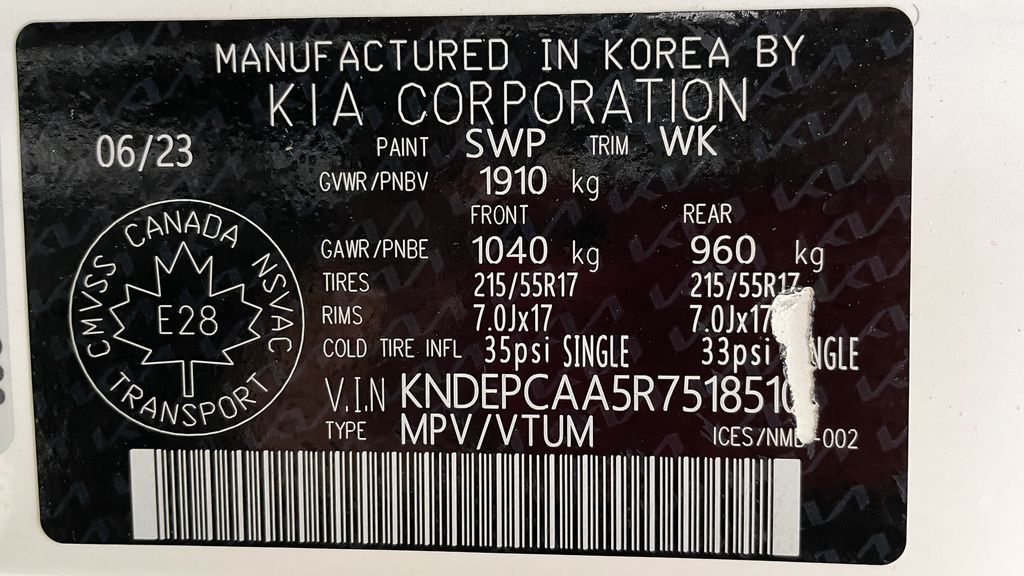 MANUFACTURED IN KOREA BY
KIA CORPORATION
06/23 PAINT SWP TRIM WK
GVWR/PNBV 1910 kg
FRONT REAR
GAWR/PNBE 1040 kg 960 kg
TIRES 215/55R17 215/55R17
RIMS 7.0Jx17 7.0Jx17
COLD TIRE INFL 35psi SINGLE 33psi
V.I.N
TYPE MPV/VTUM
CANADA
CMVSS NSVAC
E28
TRANSPORT